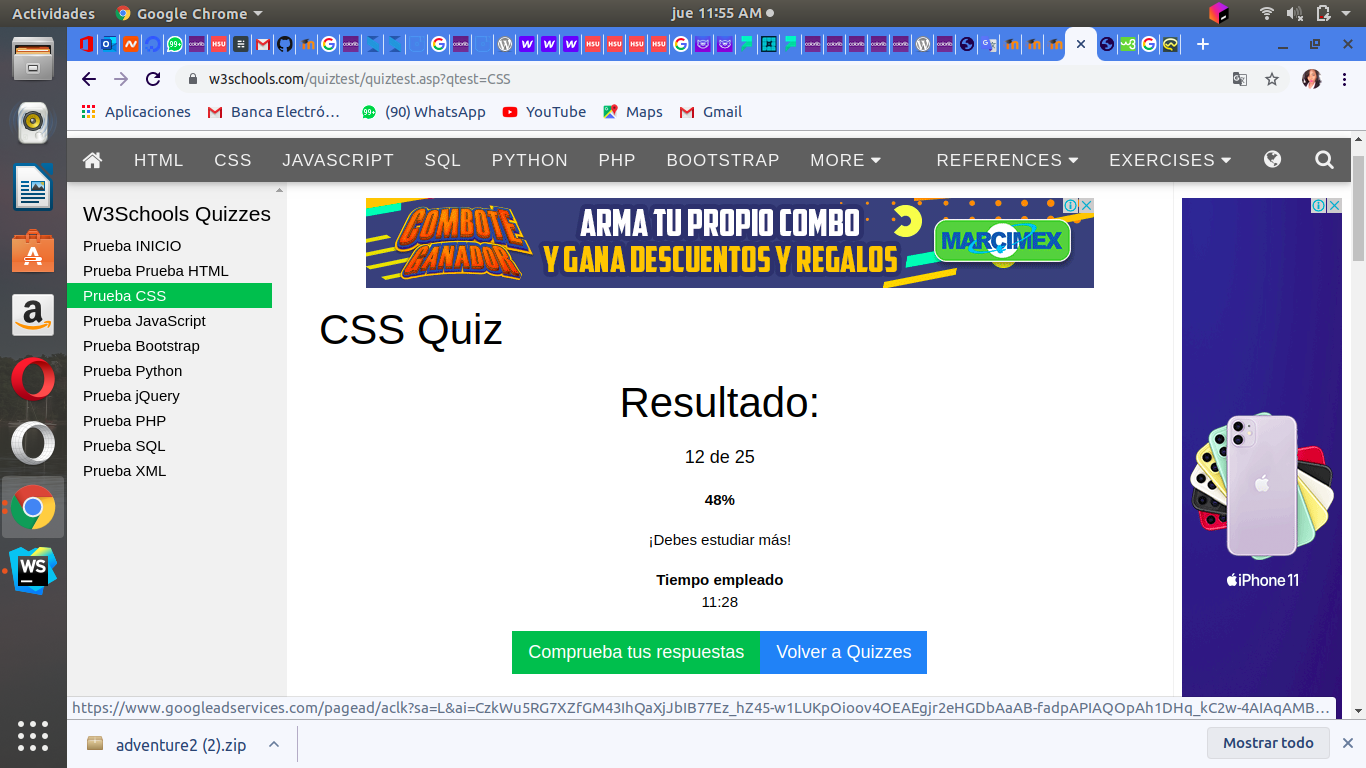 Actividades Google Chrome jue 11:55 AM
w3schools.com/quiztest/quiztest.asp?qtest=CSS
Aplicaciones Banca Electró… (90) WhatsApp YouTube Maps Gmail
HTML CSS JAVASCRIPT SQL PYTHON PHP BOOTSTRAP MORE REFERENCES EXERCISES
W3Schools Quizzes
Prueba INICIO
Prueba Prueba HTML
Prueba CSS
Prueba JavaScript
Prueba Bootstrap
Prueba Python
Prueba jQuery
Prueba PHP
Prueba SQL
Prueba XML
COMBOTE GANADOR
ARMA TU PROPIO COMBO
Y GANA DESCUENTOS Y REGALOS
MARCIMEX
CSS Quiz
Resultado:
12 de 25
48%
¡Debes estudiar más!
Tiempo empleado
11:28
Comprueba tus respuestas Volver a Quizzes
iPhone 11
WS
https://www.googleadservices.com/pagead/aclk?sa=L&ai=CzkWu5RG7XZfGM43IhQaXjJbIB77Ez_hZ45-w1LUKpOioov4OEAEgjr2eHGDbAaAB-fadpAPIAQOpAh1DHq_kC2w-4AIAqAMB…
adventure2 (2).zip Mostrar todo